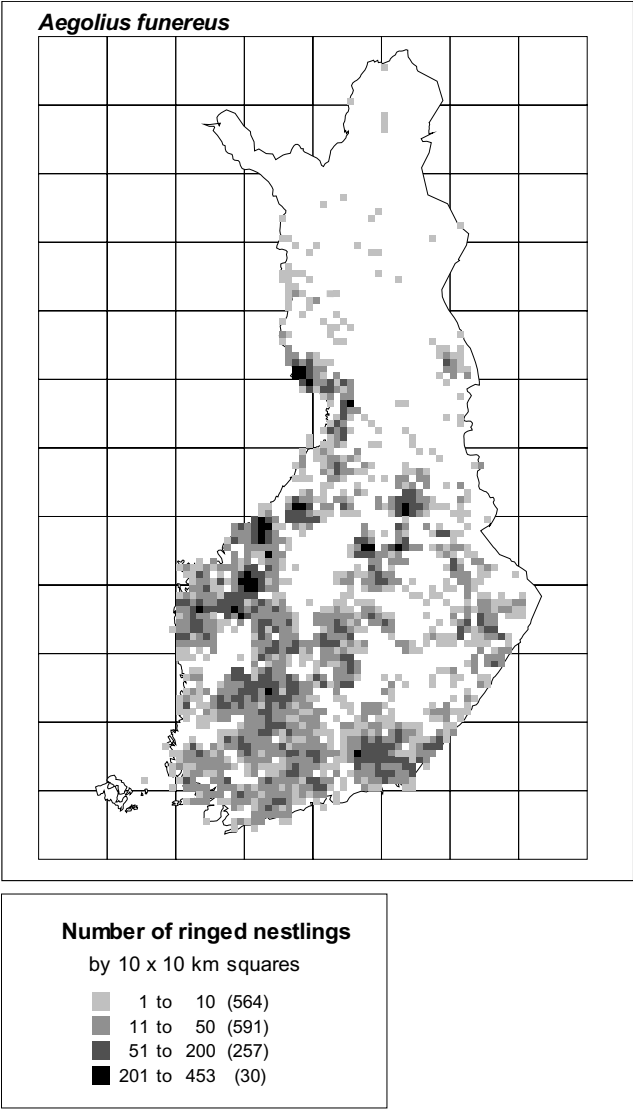 Aegolius funereus
Number of ringed nestlings
by 10 x 10 km squares
1 to 10 (564)
11 to 50 (591)
51 to 200 (257)
201 to 453 (30)